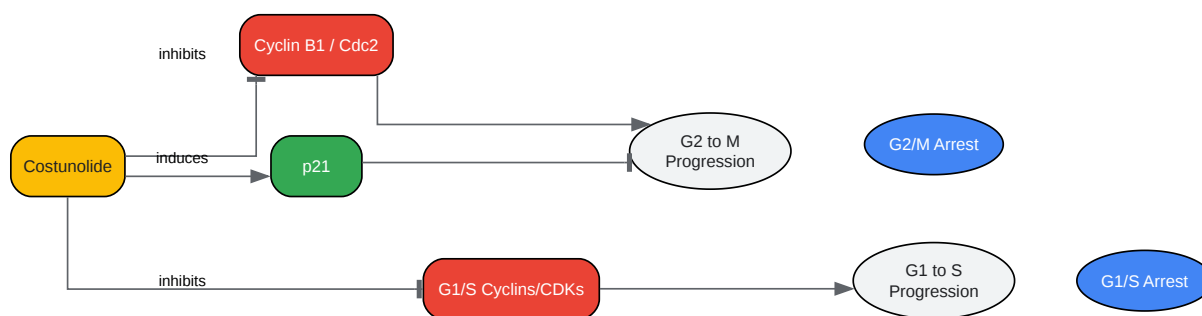 Cyclin B1 / Cdc2
inhibits
G2 to M
Progression
G2/M Arrest
Costunolide
induces
p21
inhibits
G1/S Cyclins/CDKs
G1 to S
Progression
G1/S Arrest